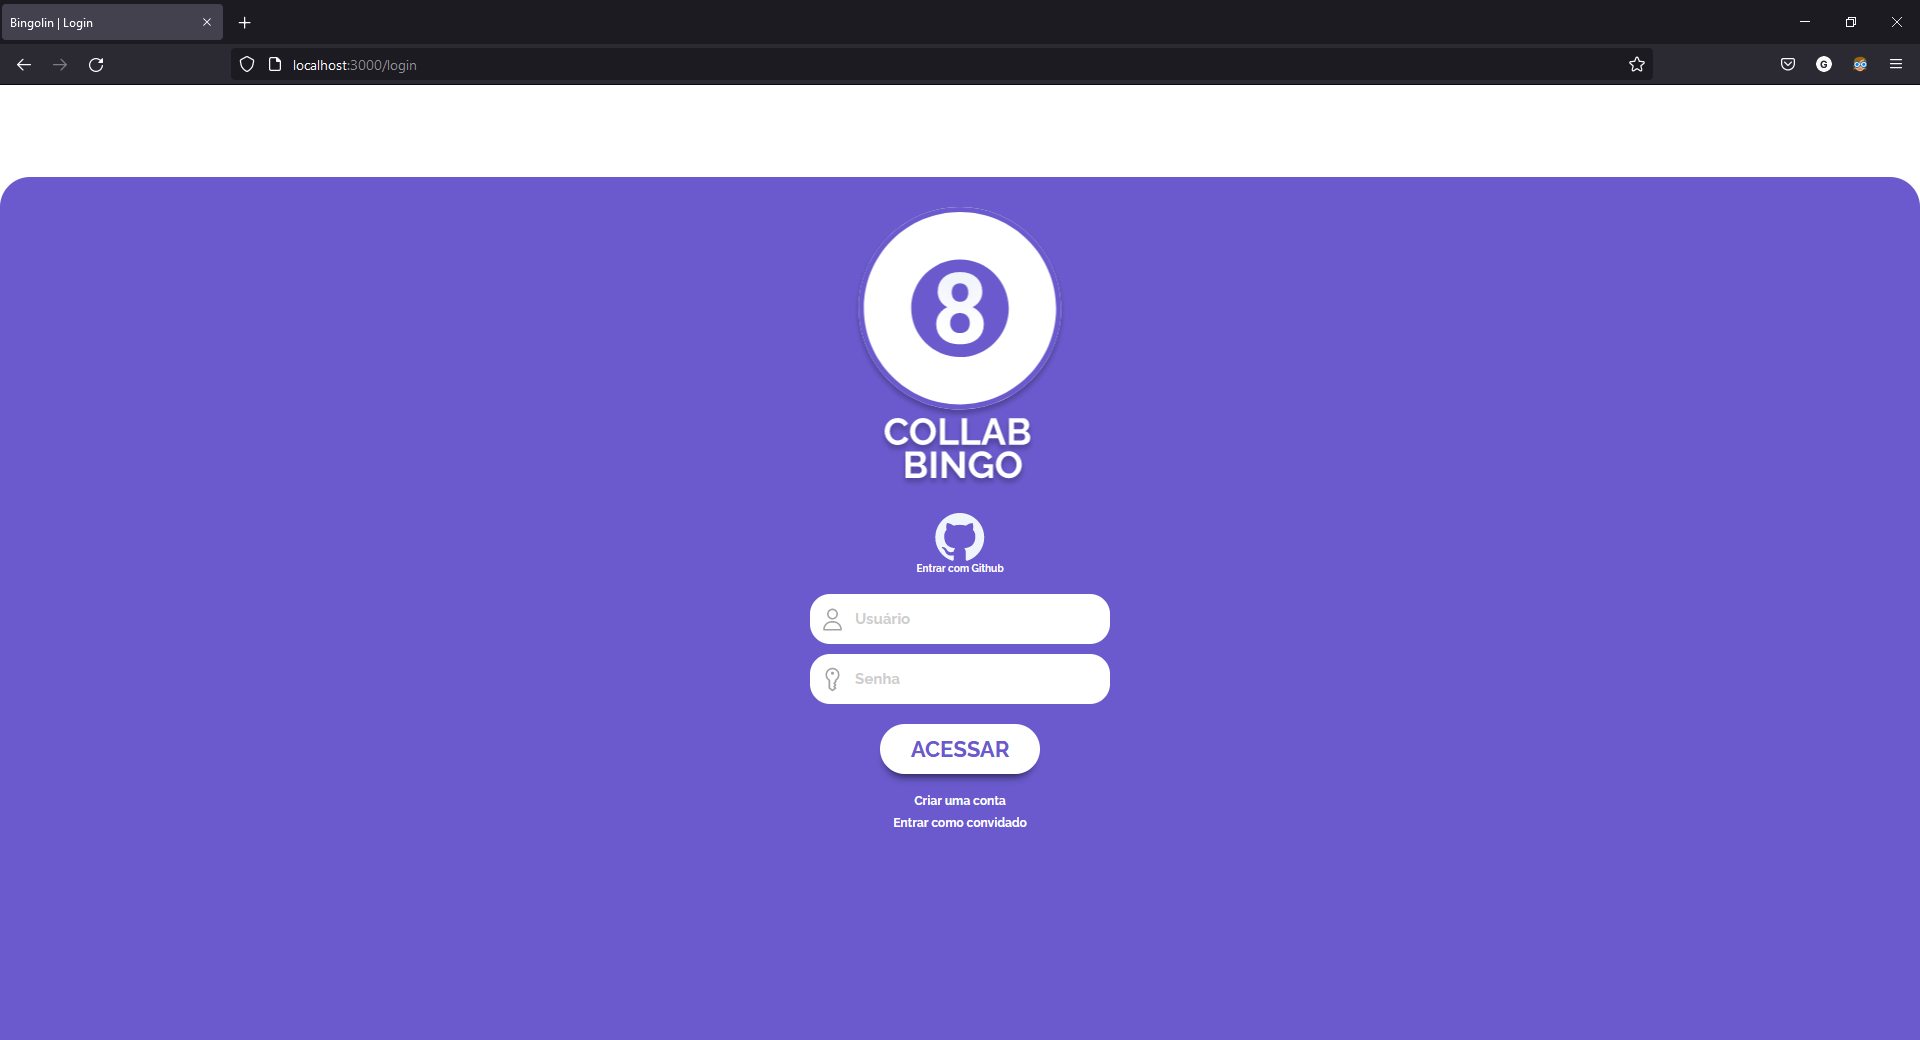 Bingolin | Login
localhost:3000/login
G
8
COLLAB
BINGO
Entrar com Github
Usuário
Senha
ACESSAR
Criar uma conta
Entrar como convidado